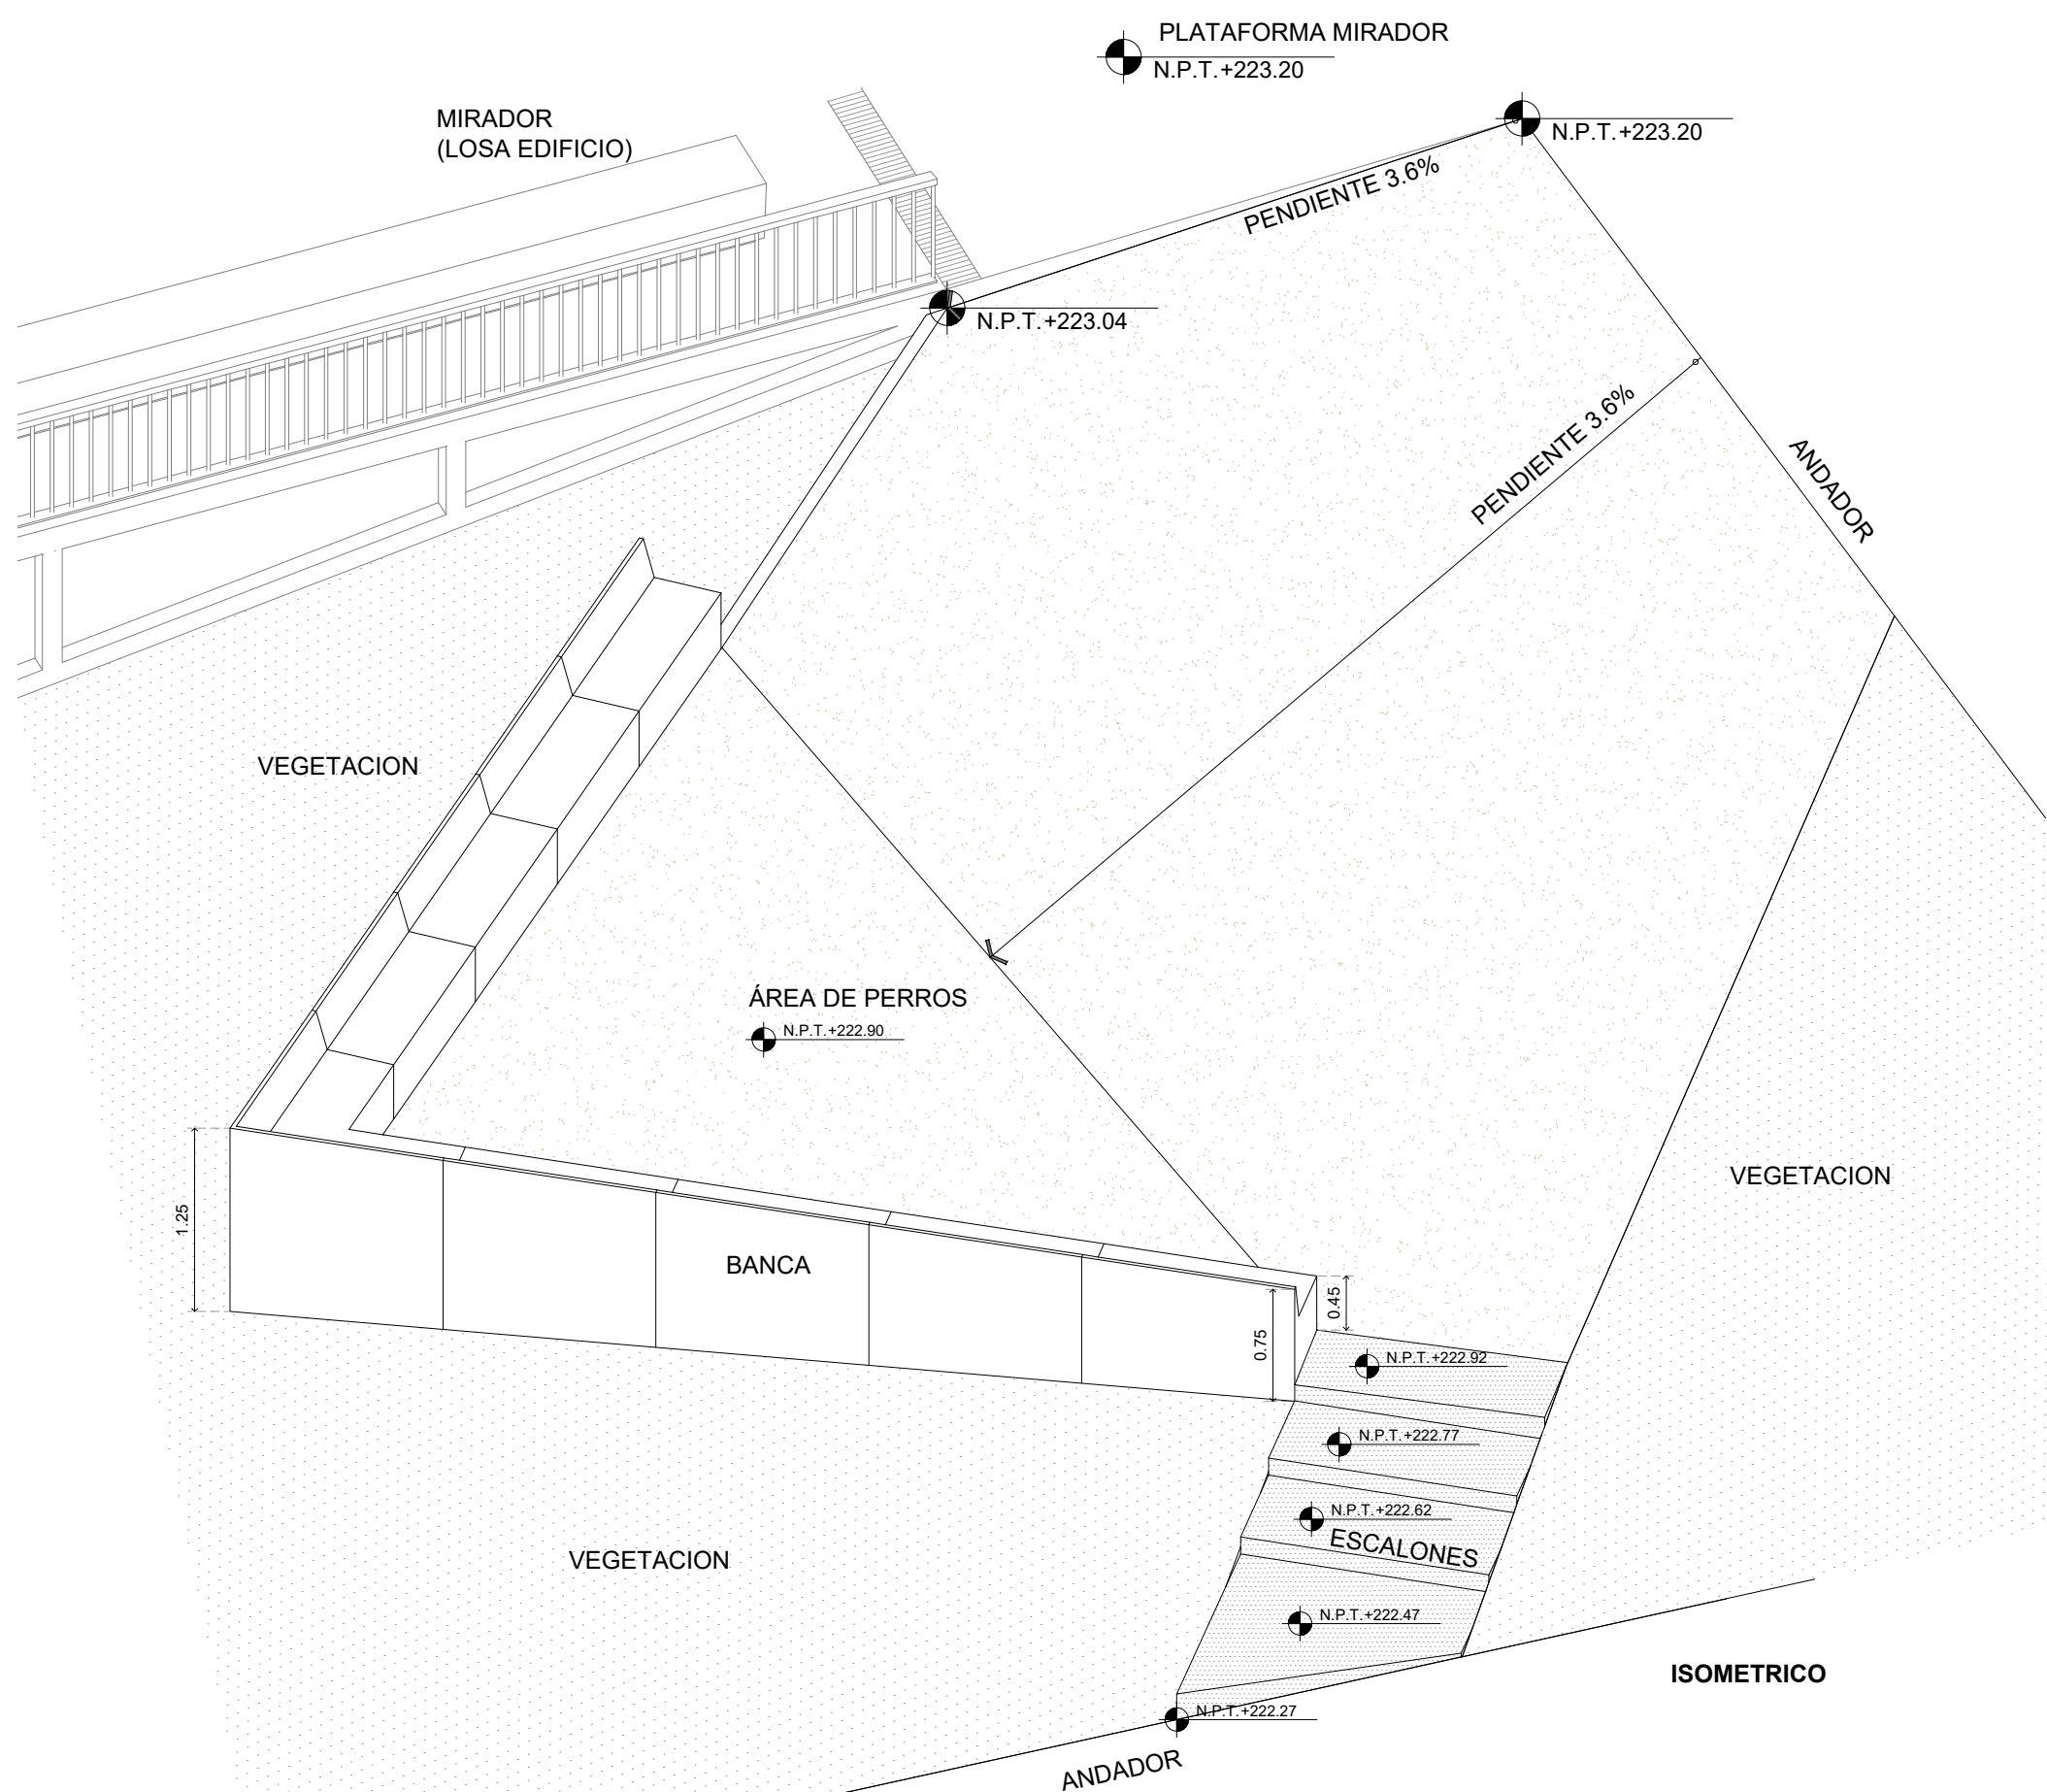 PLATAFORMA MIRADOR
N.P.T.+223.20
MIRADOR
(LOSA EDIFICIO)
N.P.T.+223.20
PENDIENTE 3.6%
N.P.T.+223.04
PENDIENTE 3.6%
ANDADOR
VEGETACION
ÁREA DE PERROS
N.P.T.+222.90
VEGETACION
1.25
BANCA
0.75
0.45
N.P.T.+222.92
N.P.T.+222.77
N.P.T.+222.62
ESCALONES
VEGETACION
N.P.T.+222.47
ISOMETRICO
N.P.T.+222.27
ANDADOR